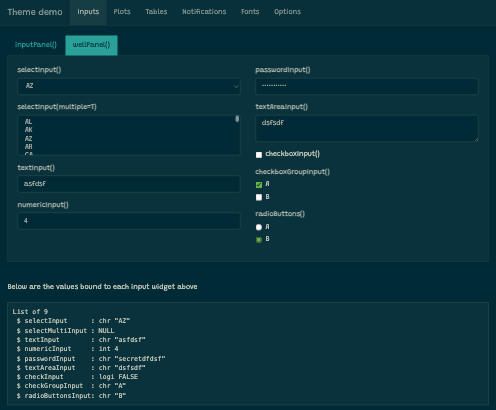 Theme demo Inputs Plots Tables Notifications Fonts Options
inputPanel() wellPanel()
selectInput()
AZ
selectInput(multiple=T)
AL
AK
AZ
AR
CA
textInput()
asfdsf
numericInput()
4
passwordInput()
············
textAreaInput()
dsfsdf
checkboxInput()
checkboxGroupInput()
A
B
radioButtons()
A
B
Below are the values bound to each input widget above
List of 9
$ selectInput : chr "AZ"
$ selectMultiInput : NULL
$ textInput : chr "asfdsf"
$ numericInput : int 4
$ passwordInput : chr "secretdfdsf"
$ textAreaInput : chr "dsfsdf"
$ checkInput : logi FALSE
$ checkGroupInput : chr "A"
$ radioButtonsInput: chr "B"